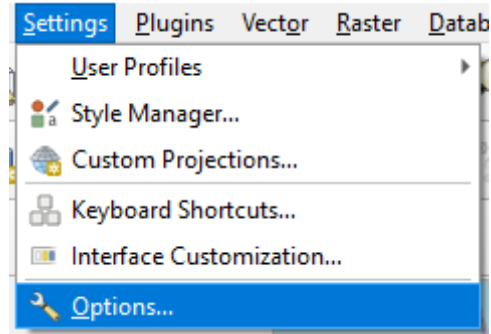 Settings Plugins Vector Raster Datab
User Profiles
Style Manager...
Custom Projections...
Keyboard Shortcuts...
Interface Customization...
Options...